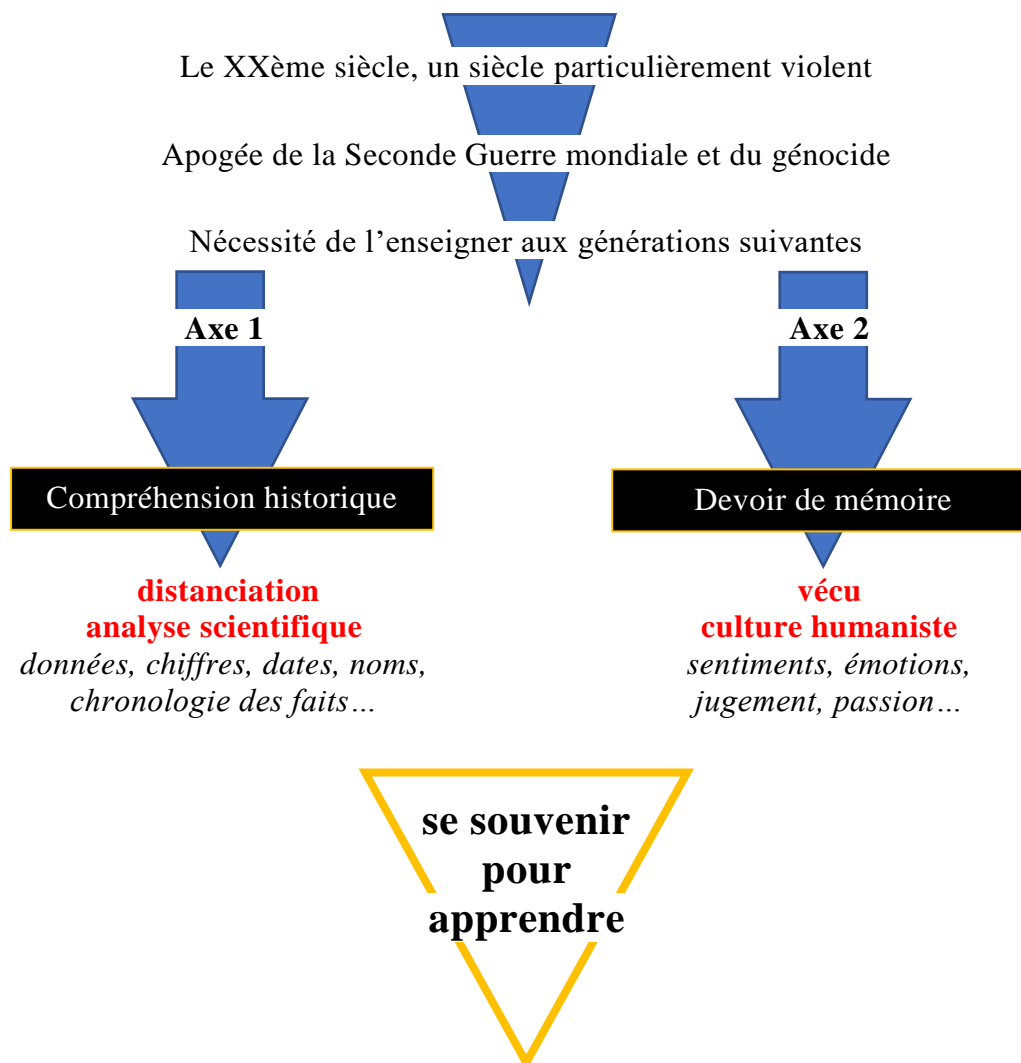 Le XXème siècle, un siècle particulièrement violent
Apogée de la Seconde Guerre mondiale et du génocide
Nécessité de l’enseigner aux générations suivantes
Axe 1
Axe 2
Compréhension historique
Devoir de mémoire
distanciation
analyse scientifique
données, chiffres, dates, noms,
chronologie des faits…
vécu
culture humaniste
sentiments, émotions,
jugement, passion…
se souvenir
pour
apprendre